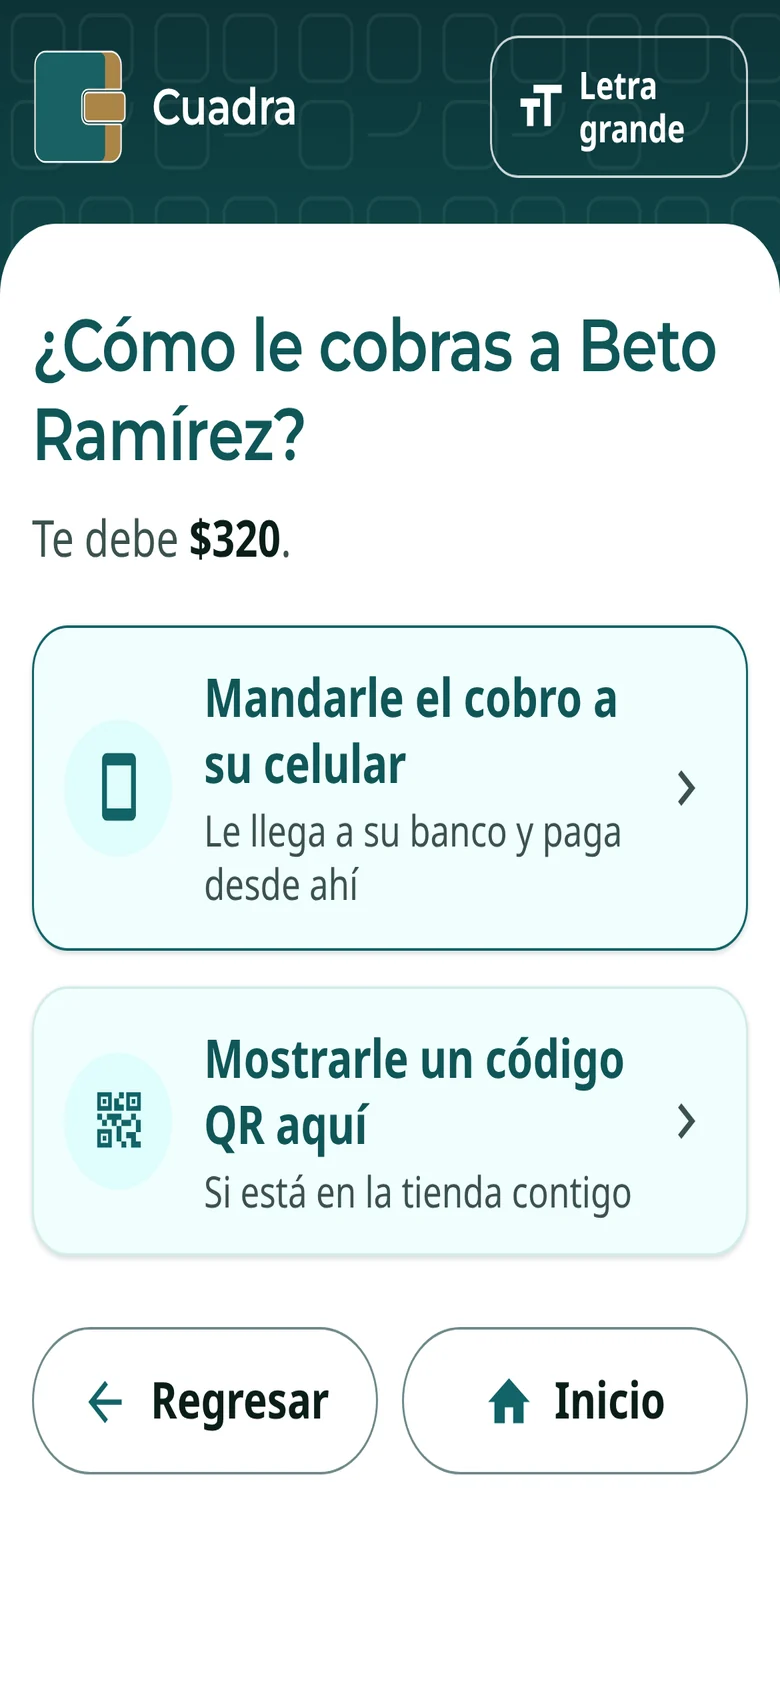 Cuadra
Letra
grande
¿Cómo le cobras a Beto
Ramírez?
Te debe $320.
Mandarle el cobro a
su celular
Le llega a su banco y paga
desde ahí
Mostrarle un código
QR aquí
Si está en la tienda contigo
Regresar
Inicio